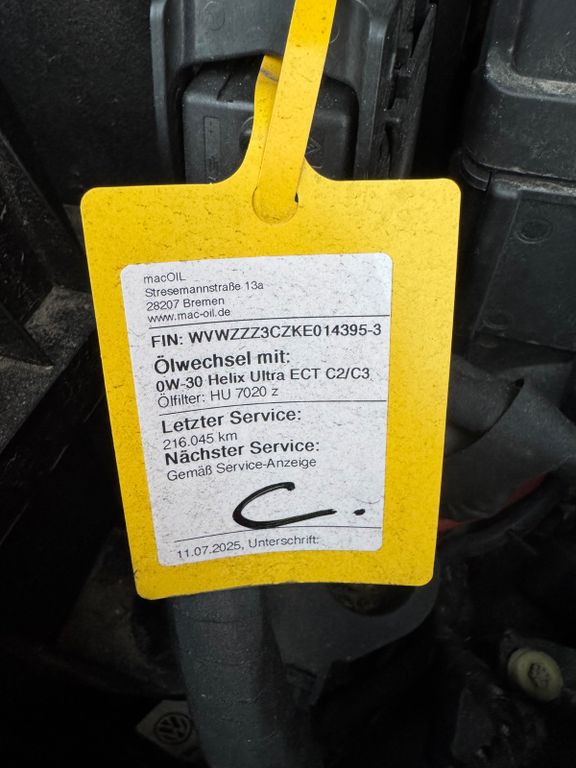 macOIL
Stresemannstraße 13a
28207 Bremen
www.mac-oil.de
FIN: WVWZZZ3CZKE014395-3
Ölwechsel mit:
0W-30 Helix Ultra ECT C2/C3
Ölfilter: HU 7020 z
Letzter Service:
216.045 km
Nächster Service:
Gemäß Service-Anzeige
11.07.2025, Unterschrift: